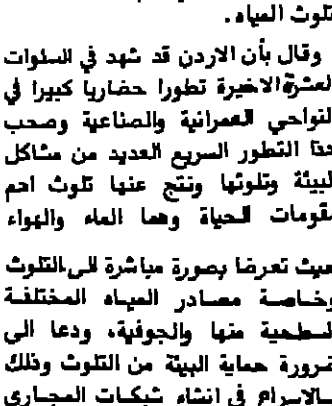 تلوث المياه.
وقال بأن الاردن قد شهد في السنوات
العشرة الاخيرة تطورا حضاريا كبيرا في
النواحي العمرانية والصناعية وصحب
هذا التطور السريع العديد من مشاكل
البيئة وتلوثها ونتج عنها تلوث اهم
مقومات الحياة وهما الماء والهواء
حيث تعرضا بصورة مباشرة الى التلوث
وخاصة مصادر المياه المختلفة
السطحية منها والجوفية، ودعا الى
ضرورة حماية البيئة من التلوث وذلك
بالاسراع في انشاء شبكات المجاري